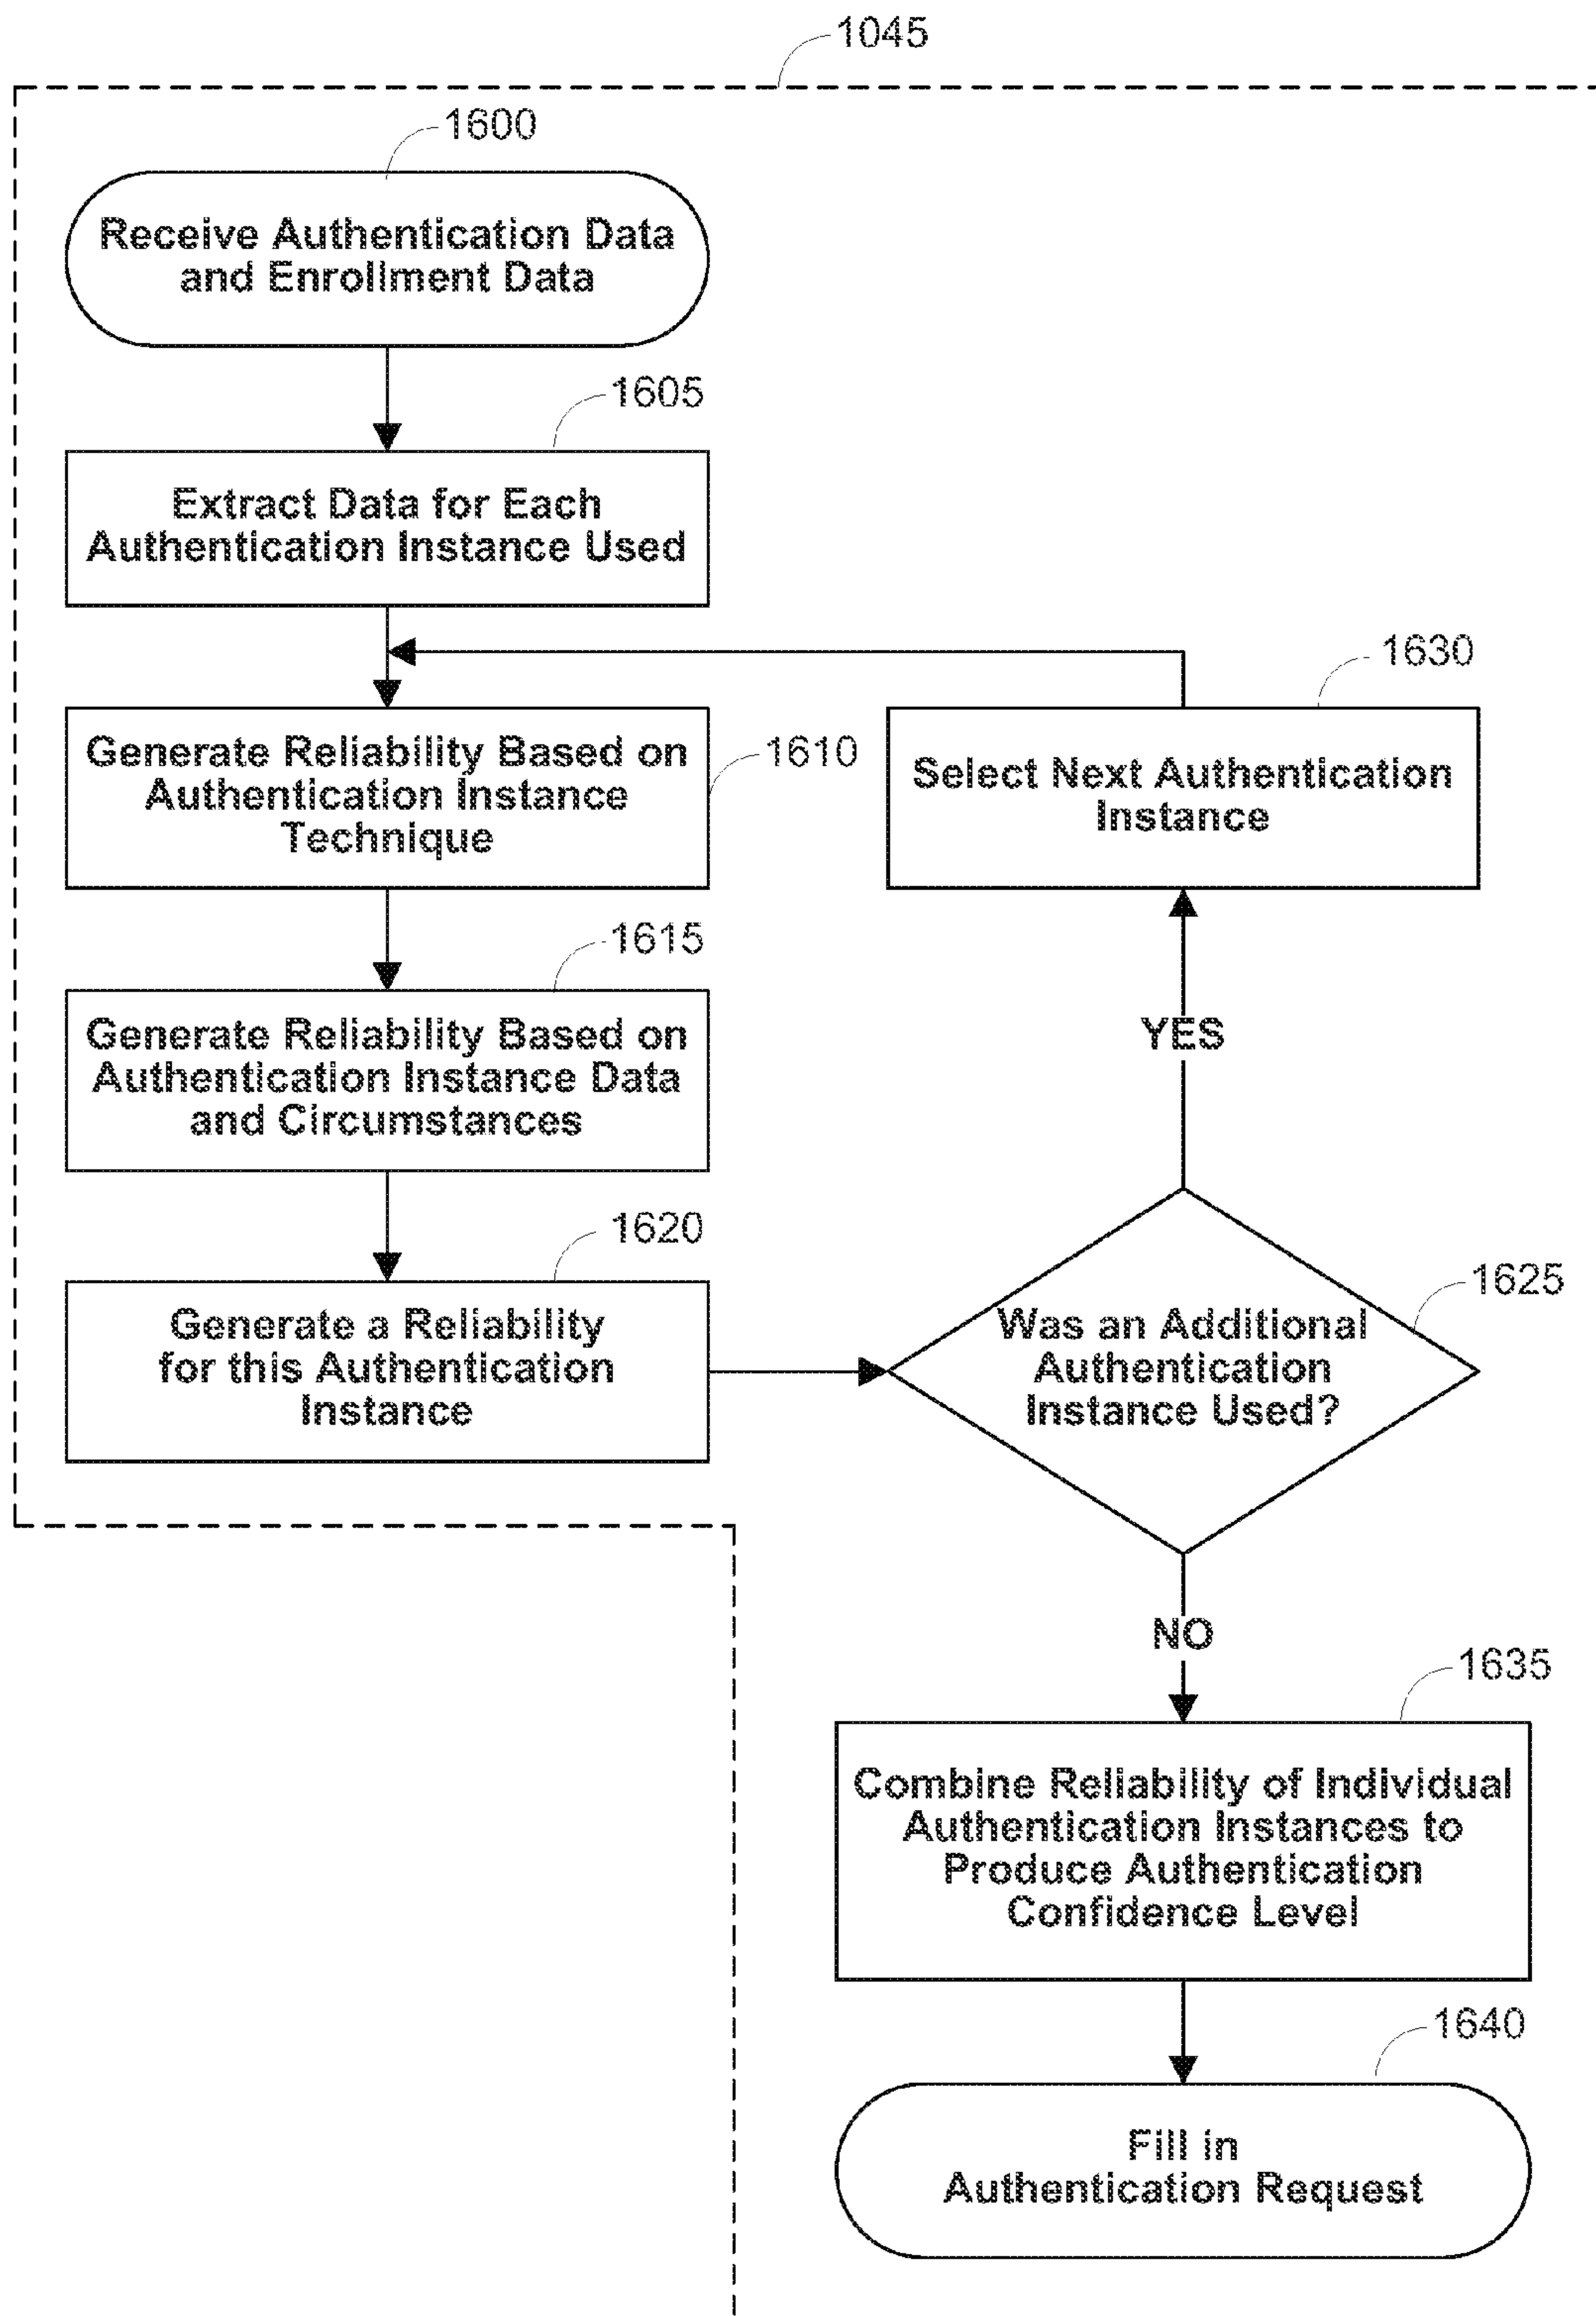 1045
1600
Receive Authentication Data
and Enrollment Data
1605
Extract Data for Each
Authentication Instance Used
1630
Generate Reliability Based on
Authentication Instance
Technique
1610
Select Next Authentication
Instance
1615
Generate Reliability Based on
Authentication Instance Data
and Circumstances
YES
1620
Generate a Reliability
for this Authentication
Instance
1625
Was an Additional
Authentication
Instance Used?
NO
1635
Combine Reliability of Individual
Authentication Instances to
Produce Authentication
Confidence Level
1640
Fill in
Authentication Request